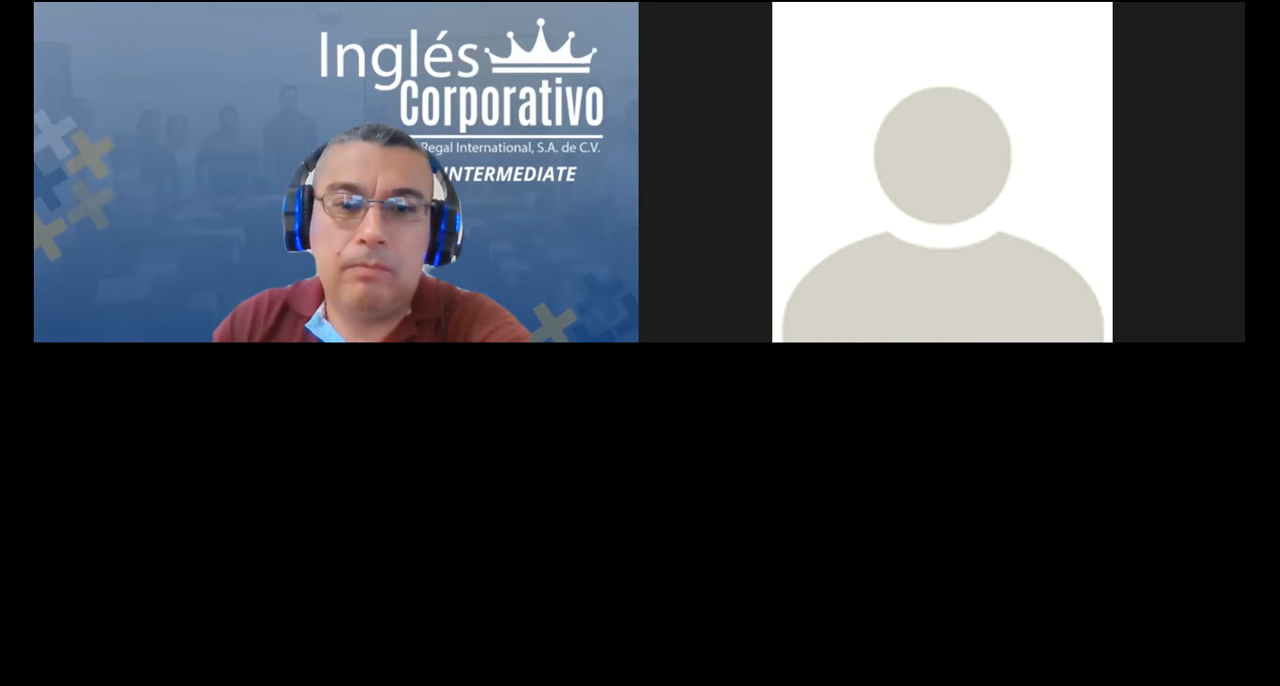 Inglés
Corporativo
Regal International, S.A. de C.V.
INTERMEDIATE